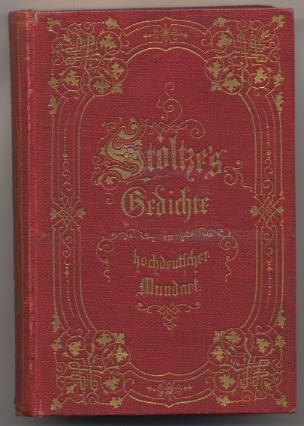 Stoltze's
Gedichte
in
hochdeutscher
Mundart.